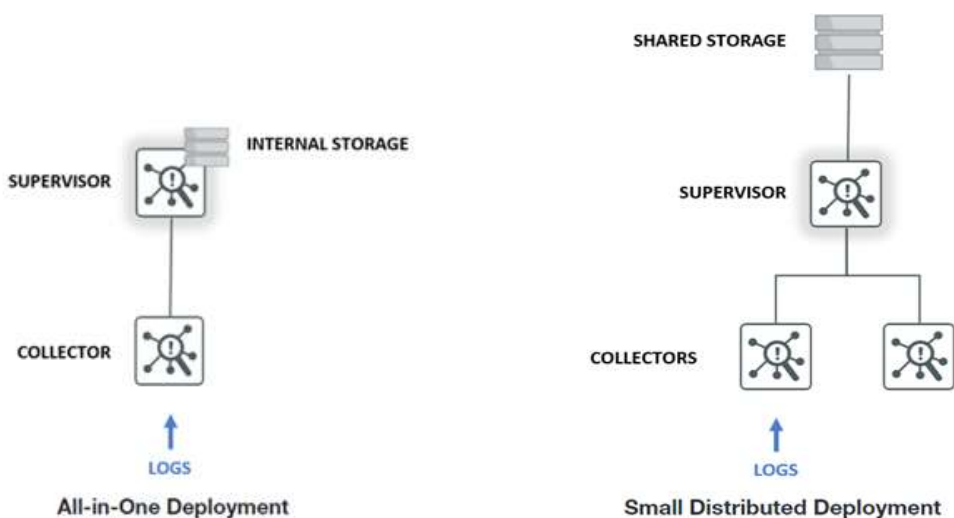 INTERNAL STORAGE
SUPERVISOR
COLLECTOR
LOGS
All-in-One Deployment
SHARED STORAGE
SUPERVISOR
COLLECTORS
LOGS
Small Distributed Deployment